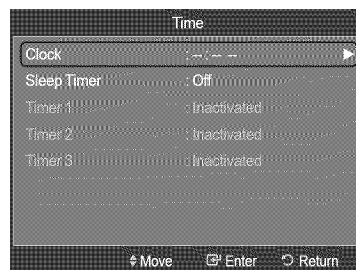 Time
Clock : -- : --
Sleep Timer : Off
Timer 1 : Inactivated
Timer 2 : Inactivated
Timer 3 : Inactivated
Move Enter Return